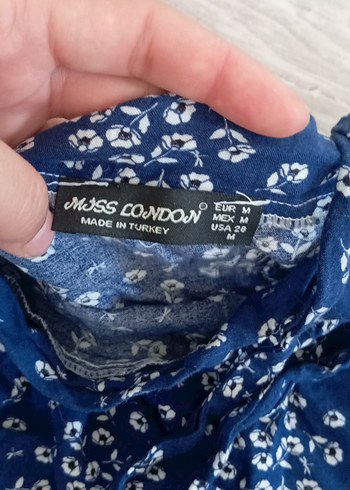 MISS LONDON
MADE IN TURKEY
EUR M
MEX M
USA 28
M